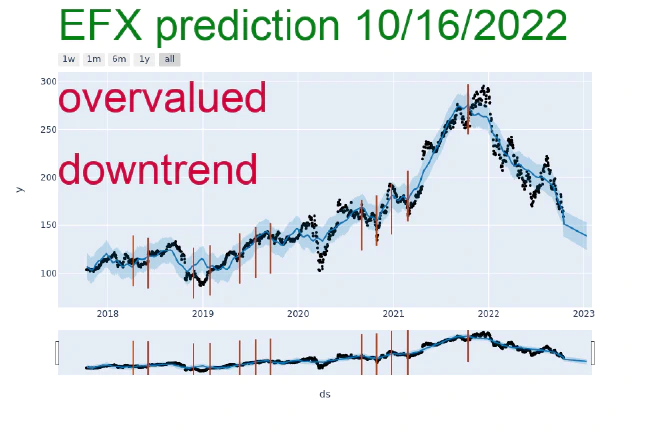 EFX prediction 10/16/2022
1w 1m 6m 1y all
300
overvalued
250
downtrend
200
150
100
y
2018 2019 2020 2021 2022 2023
ds